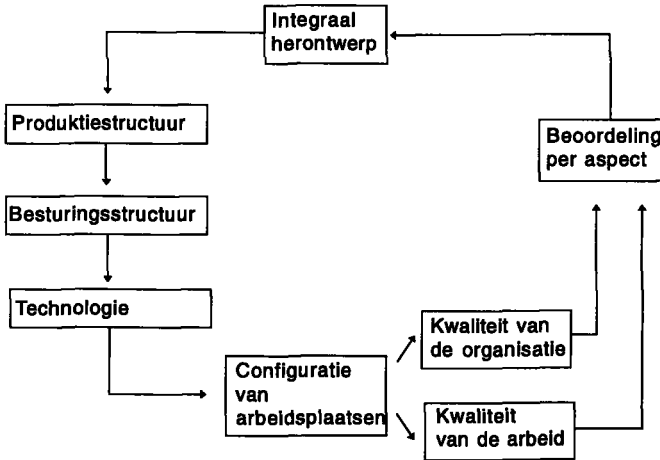 Integraal
herontwerp
Produktiestructuur
Besturingsstructuur
Technologie
Configuratie
van
arbeidsplaatsen
Kwaliteit van
de organisatie
Kwaliteit
van de arbeid
Beoordeling
per aspect